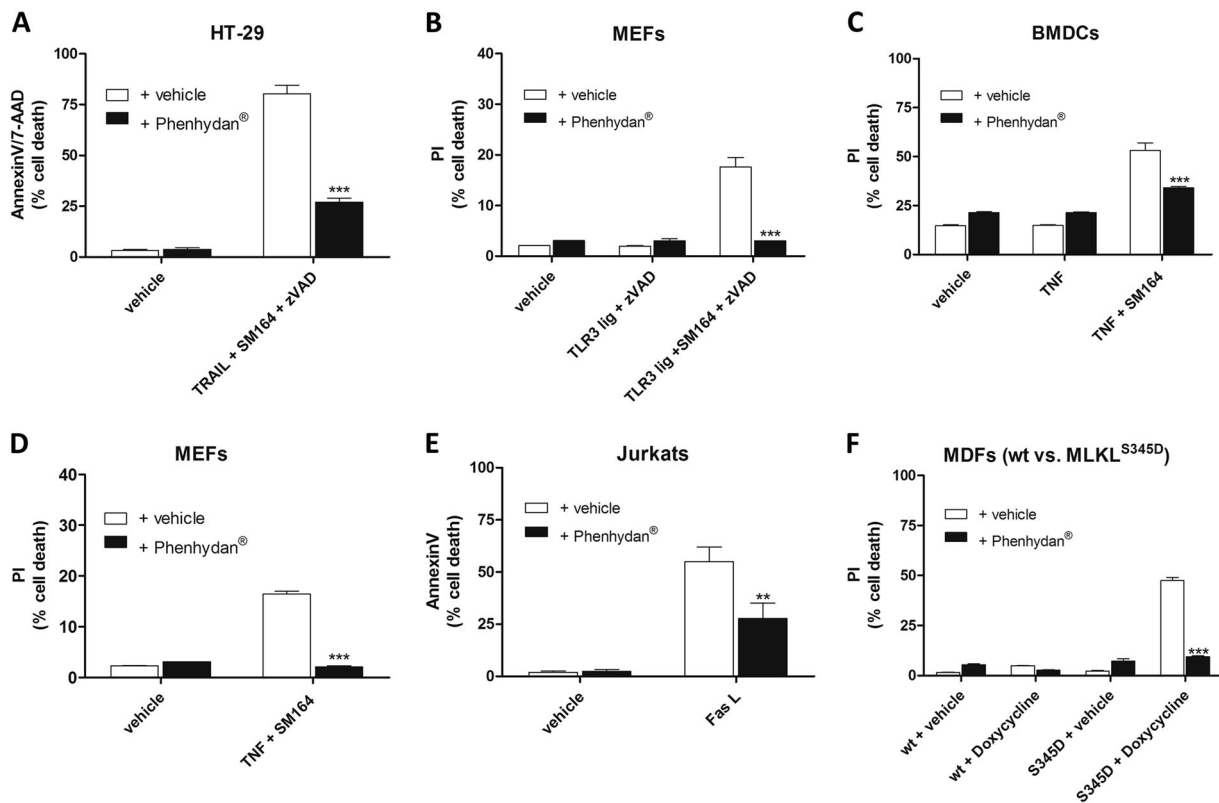 A
HT-29
AnnexinV/7-AAD
(% cell death)
100
75
50
25
0
+ vehicle
+ Phenhydan®
***
vehicle
TRAIL + SM164 + zVAD
B
MEFs
PI
(% cell death)
40
30
20
10
0
+ vehicle
+ Phenhydan®
***
vehicle
TLR3 lig + zVAD
TLR3 lig +SM164 + zVAD
C
BMDCs
PI
(% cell death)
100
75
50
25
0
+ vehicle
+ Phenhydan®
***
vehicle
TNF
TNF + SM164
D
MEFs
PI
(% cell death)
40
30
20
10
0
+ vehicle
+ Phenhydan®
***
vehicle
TNF + SM164
E
Jurkats
AnnexinV
(% cell death)
100
75
50
25
0
+ vehicle
+ Phenhydan®
**
vehicle
Fas L
F
MDFs (wt vs. MLKL^S345D)
PI
(% cell death)
100
75
50
25
0
+ vehicle
+ Phenhydan®
***
wt + vehicle
wt + Doxycycline
S345D + vehicle
S345D + Doxycycline